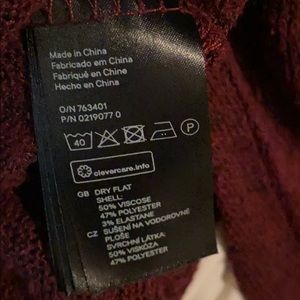 Made in China
Fabricado em China
Fabriqué en Chine
Hecho en China
O/N 763401
P/N 0219077 0
40
clevercare.info
GB DRY FLAT
SHELL:
50% VISCOSE
47% POLYESTER
3% ELASTANE
CZ SUŠENÍ NA VODOROVNÉ
PLOŠE
SVRCHNÍ LÁTKA:
50% VISKÓZA
47% POLYESTER